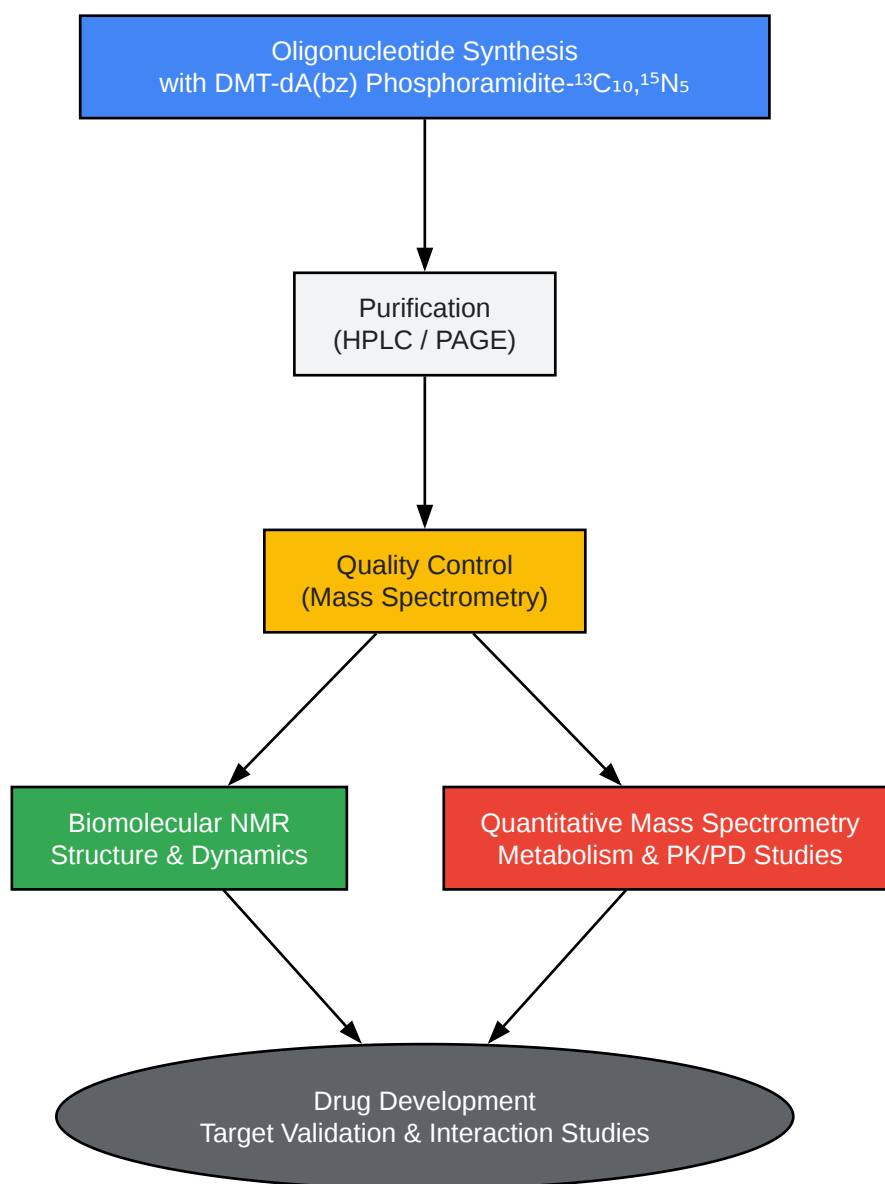 Oligonucleotide Synthesis
with DMT-dA(bz) Phosphoramidite-¹³C₁₀,¹⁵N₅
Purification
(HPLC / PAGE)
Quality Control
(Mass Spectrometry)
Biomolecular NMR
Structure & Dynamics
Quantitative Mass Spectrometry
Metabolism & PK/PD Studies
Drug Development
Target Validation & Interaction Studies